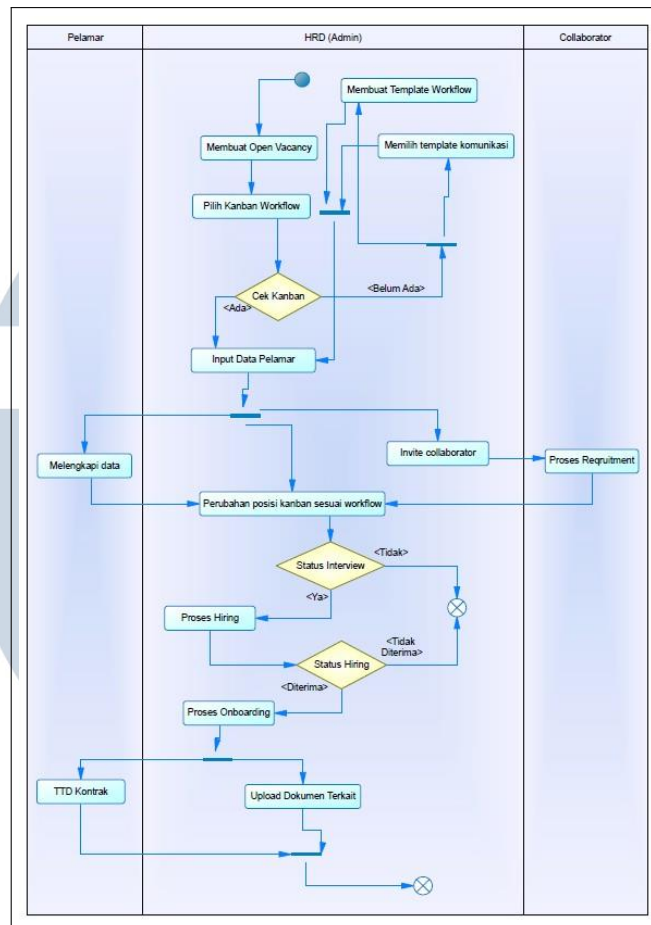 Pelamar
HRD (Admin)
Collaborator
Membuat Template Workflow
Membuat Open Vacancy
Memilih template komunikasi
Pilih Kanban Workflow
Cek Kanban
<Belum Ada>
<Ada>
Input Data Pelamar
Melengkapi data
Invite collaborator
Proses Reqruitment
Perubahan posisi kanban sesuai workflow
Status Interview
<Tidak>
<Ya>
Proses Hiring
Status Hiring
<Tidak
Diterima>
<Diterima>
Proses Onboarding
TTD Kontrak
Upload Dokumen Terkait